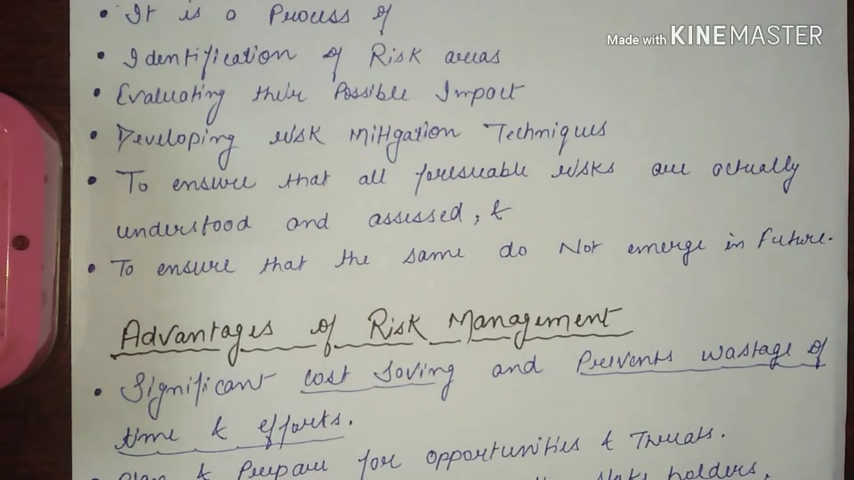 It is a Process of
Made with KINEMASTER
Identification of Risk areas
Evaluating their Possible Impact
Developing risk Mitigation Techniques
To ensure that all foreseeable risks are actually
understood and assessed, &
To ensure that the same do Not emerge in Future.
Advantages of Risk Management
Significant cost saving and Prevents wastage of
time & efforts.
Plan & Prepare for opportunities & Threats.
stake holders.